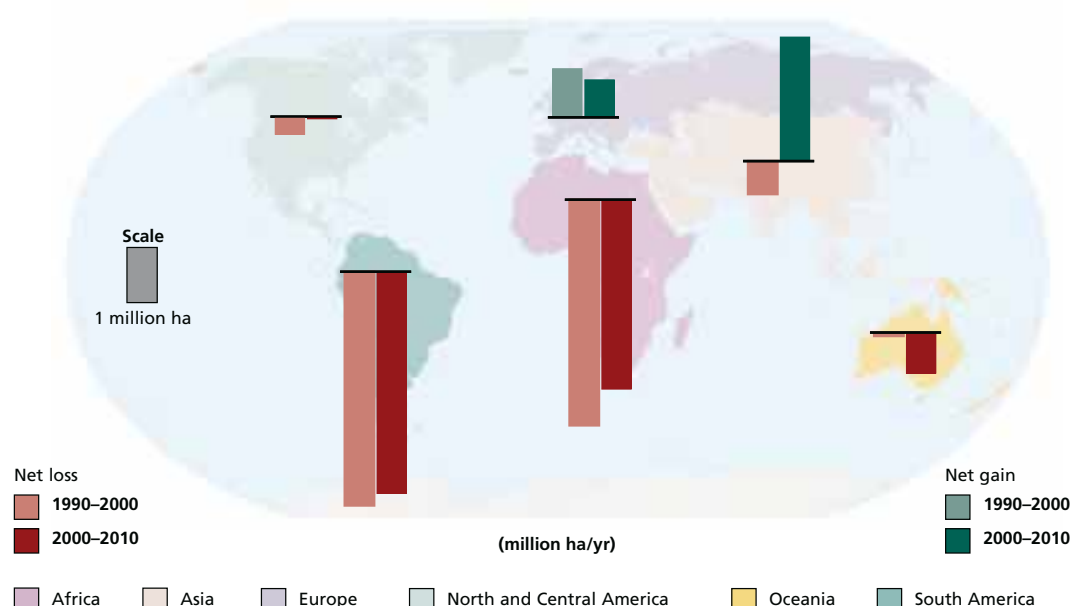 Scale
1 million ha
Net loss
1990–2000
2000–2010
(million ha/yr)
Net gain
1990–2000
2000–2010
Africa
Asia
Europe
North and Central America
Oceania
South America